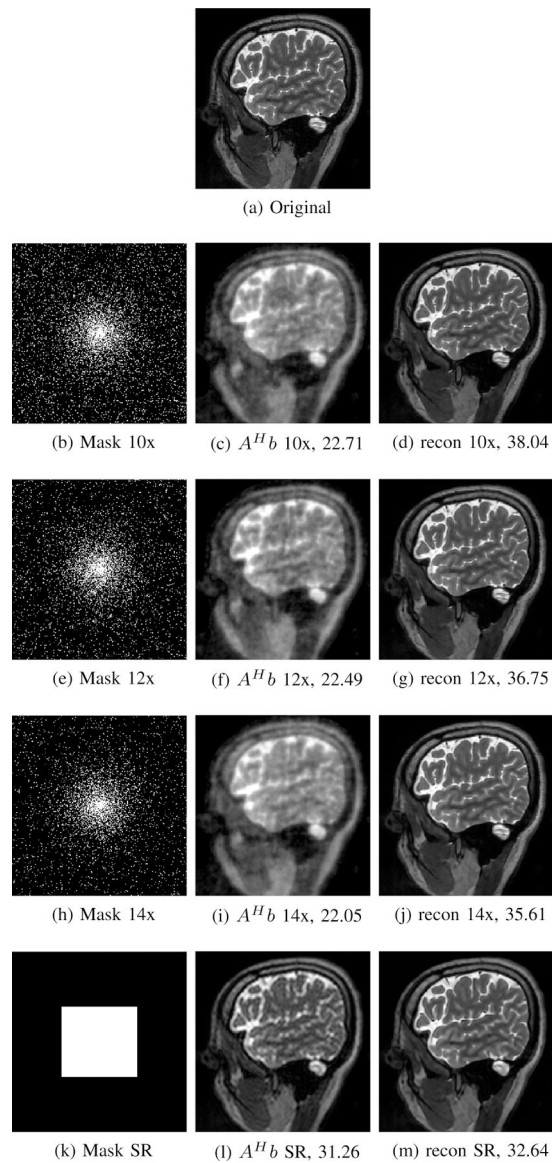 (a) Original
(b) Mask 10x
(c) A^H b 10x, 22.71
(d) recon 10x, 38.04
(e) Mask 12x
(f) A^H b 12x, 22.49
(g) recon 12x, 36.75
(h) Mask 14x
(i) A^H b 14x, 22.05
(j) recon 14x, 35.61
(k) Mask SR
(l) A^H b SR, 31.26
(m) recon SR, 32.64